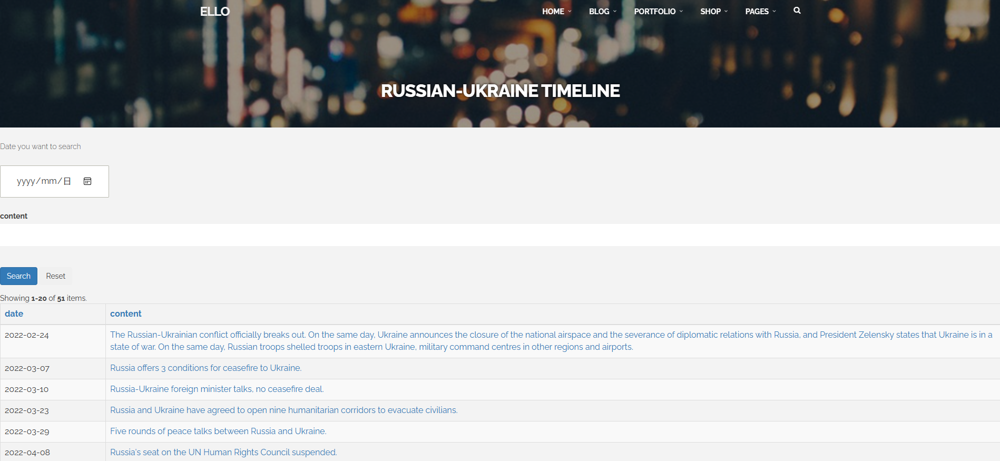 ELLO
HOME BLOG PORTFOLIO SHOP PAGES
RUSSIAN-UKRAINE TIMELINE
Date you want to search
yyyy/mm/日
content
Search Reset
Showing 1-20 of 51 items.
date content
2022-02-24 The Russian-Ukrainian conflict officially breaks out. On the same day, Ukraine announces the closure of the national airspace and the severance of diplomatic relations with Russia, and President Zelensky states that Ukraine is in a
state of war. On the same day, Russian troops shelled troops in eastern Ukraine, military command centres in other regions and airports.
2022-03-07 Russia offers 3 conditions for ceasefire to Ukraine.
2022-03-10 Russia-Ukraine foreign minister talks, no ceasefire deal.
2022-03-23 Russia and Ukraine have agreed to open nine humanitarian corridors to evacuate civilians.
2022-03-29 Five rounds of peace talks between Russia and Ukraine.
2022-04-08 Russia's seat on the UN Human Rights Council suspended.